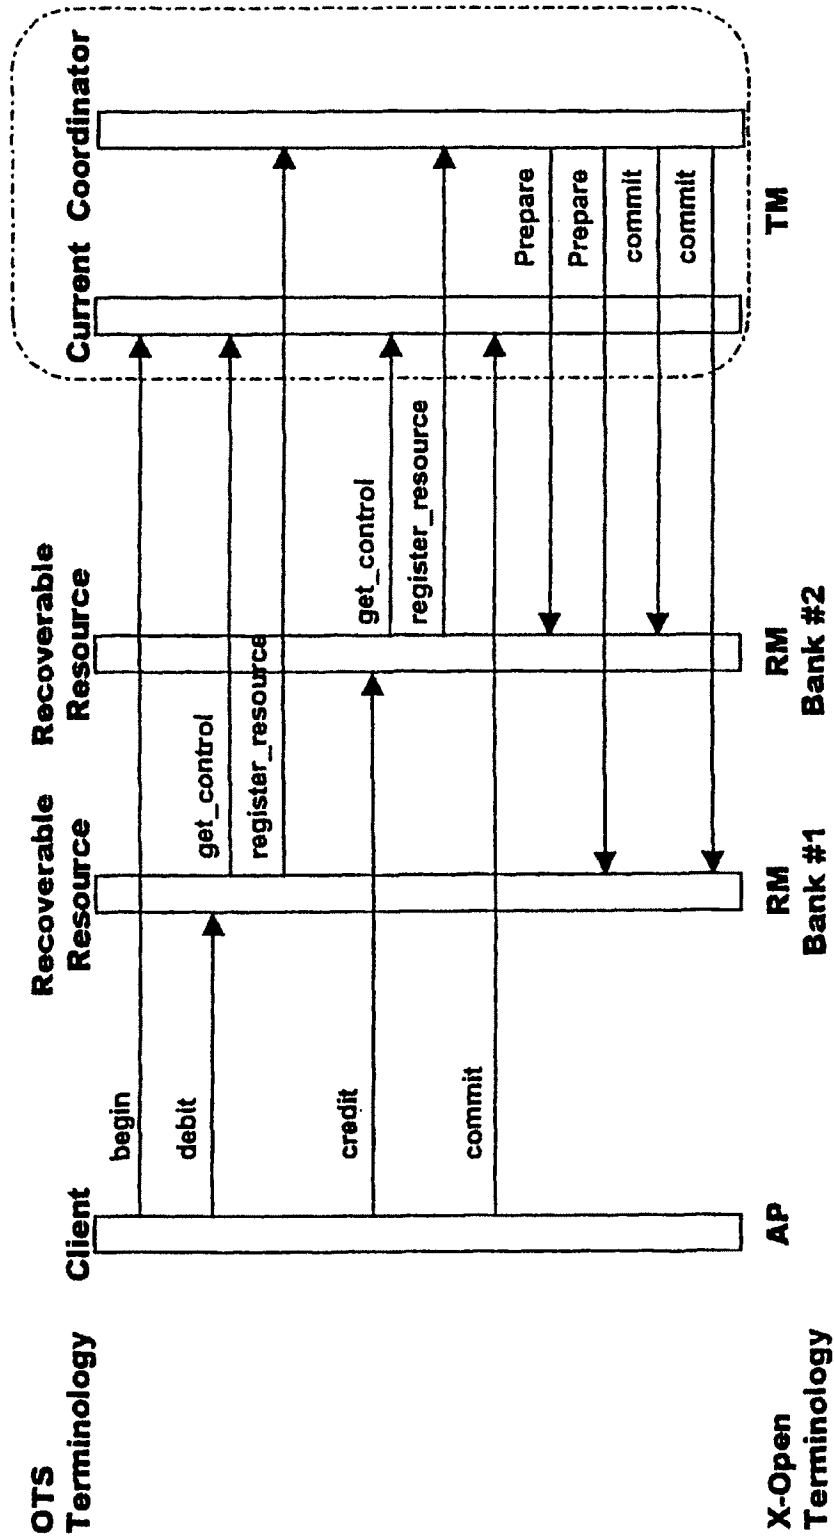 OTS
Terminology
Client
Recoverable
Resource
Recoverable
Resource
Current
Coordinator
begin
debit
get_control
register_resource
credit
get_control
register_resource
commit
Prepare
Prepare
commit
commit
X-Open
Terminology
AP
RM
Bank #1
RM
Bank #2
TM